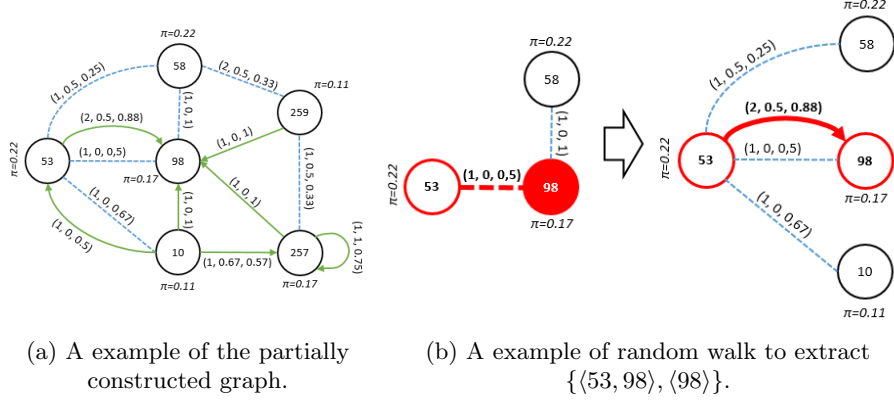 π=0.22
58
(1, 0.5, 0.25)
(2, 0.5, 0.33)
π=0.11
(1, 0, 1)
259
(2, 0.5, 0.88)
(1, 0, 1)
π=0.22
53
(1, 0, 0,5)
98
π=0.17
(1, 0.5, 0.33)
(1, 0, 1)
(1, 0, 0.67)
(1, 0, 1)
(1, 0, 0.5)
10
(1, 0.67, 0.57)
257
(1, 1, 0.75)
π=0.11
π=0.17
(a) A example of the partially
constructed graph.
π=0.22
58
(1, 0, 1)
π=0.22
53
(1, 0, 0,5)
98
π=0.17
π=0.22
58
(1, 0.5, 0.25)
(2, 0.5, 0.88)
π=0.22
53
(1, 0, 0,5)
98
π=0.17
(1, 0, 0,67)
10
π=0.11
(b) A example of random walk to extract
{⟨53, 98⟩, ⟨98⟩}.